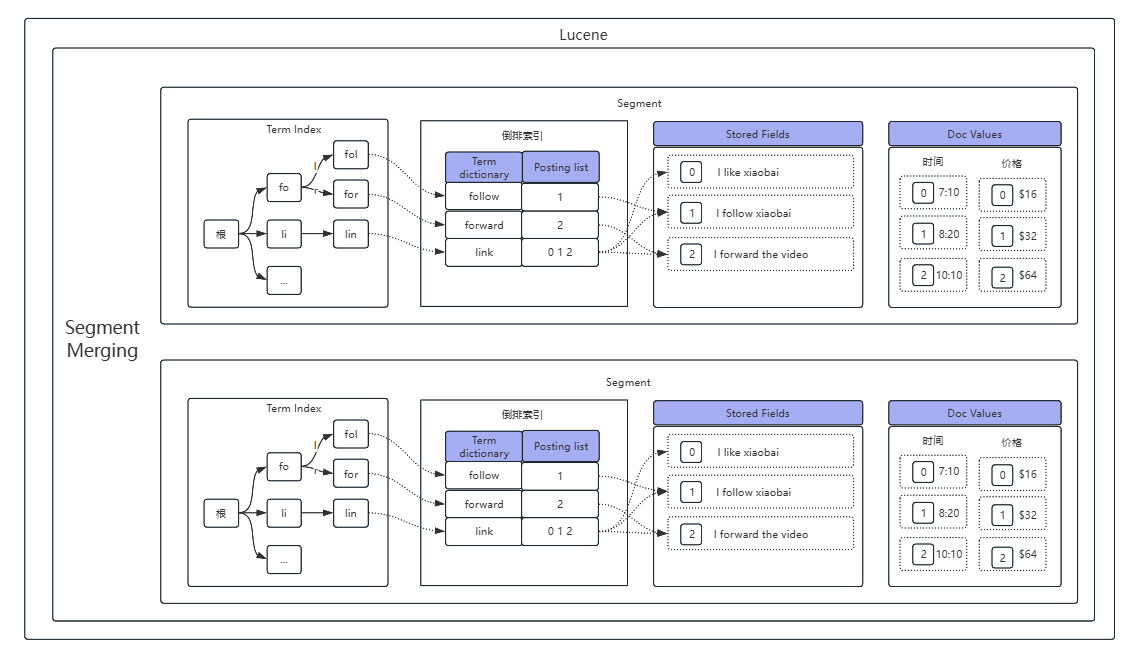 Lucene
Segment
Merging
Segment
Term Index
根
fo
li
...
fol
for
lin
l
r
倒排索引
Term
dictionary
Posting list
follow
1
forward
2
link
0 1 2
Stored Fields
0 I like xiaobai
1 I follow xiaobai
2 I forward the video
Doc Values
时间 价格
0 7:10 0 $16
1 8:20 1 $32
2 10:10 2 $64
Segment
Term Index
根
fo
li
...
fol
for
lin
l
r
倒排索引
Term
dictionary
Posting list
follow
1
forward
2
link
0 1 2
Stored Fields
0 I like xiaobai
1 I follow xiaobai
2 I forward the video
Doc Values
时间 价格
0 7:10 0 $16
1 8:20 1 $32
2 10:10 2 $64